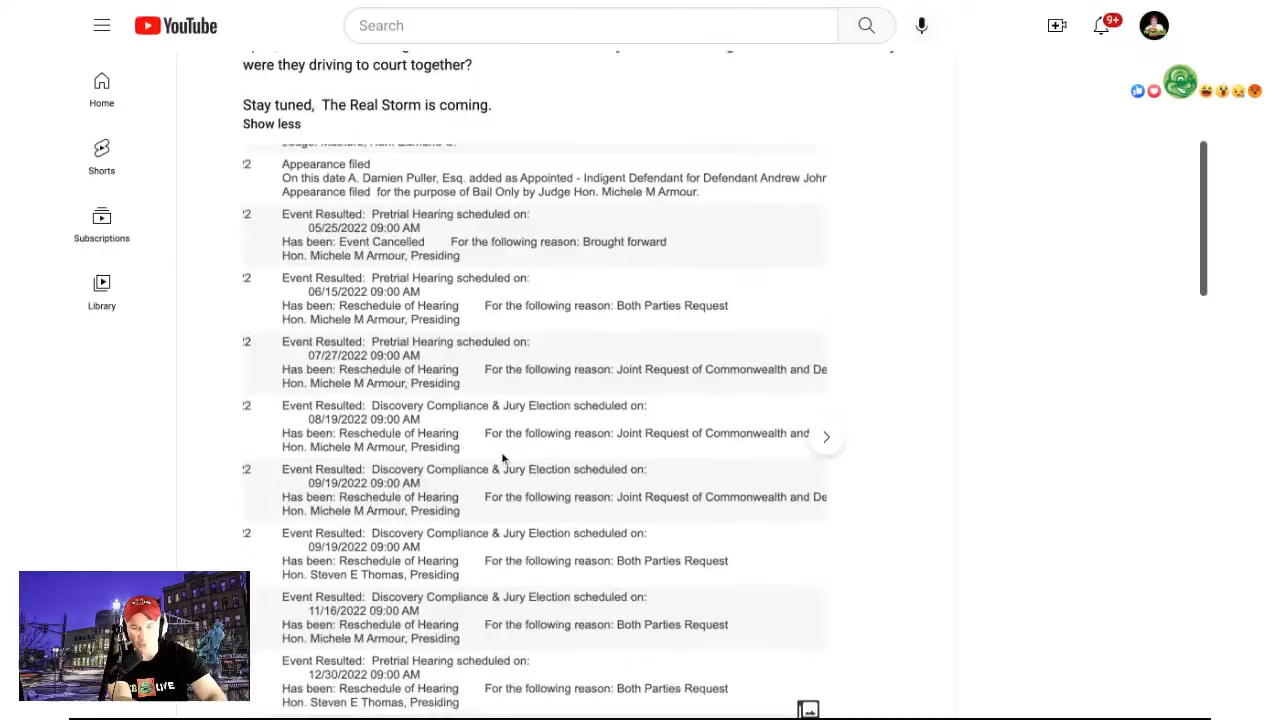 YouTube
Search
9+
were they driving to court together?
Home
Stay tuned, The Real Storm is coming.
Show less
Shorts
22 Appearance filed
On this date A. Damien Puller, Esq. added as Appointed - Indigent Defendant for Defendant Andrew John
Appearance filed for the purpose of Bail Only by Judge Hon. Michele M Armour.
22 Event Resulted: Pretrial Hearing scheduled on:
05/25/2022 09:00 AM
Subscriptions
Has been: Event Cancelled For the following reason: Brought forward
Hon. Michele M Armour, Presiding
22 Event Resulted: Pretrial Hearing scheduled on:
06/15/2022 09:00 AM
Library
Has been: Reschedule of Hearing For the following reason: Both Parties Request
Hon. Michele M Armour, Presiding
22 Event Resulted: Pretrial Hearing scheduled on:
07/27/2022 09:00 AM
Has been: Reschedule of Hearing For the following reason: Joint Request of Commonwealth and De
Hon. Michele M Armour, Presiding
22 Event Resulted: Discovery Compliance & Jury Election scheduled on:
08/19/2022 09:00 AM
Has been: Reschedule of Hearing For the following reason: Joint Request of Commonwealth and
Hon. Michele M Armour, Presiding
22 Event Resulted: Discovery Compliance & Jury Election scheduled on:
09/19/2022 09:00 AM
Has been: Reschedule of Hearing For the following reason: Joint Request of Commonwealth and De
Hon. Michele M Armour, Presiding
22 Event Resulted: Discovery Compliance & Jury Election scheduled on:
09/19/2022 09:00 AM
Has been: Reschedule of Hearing For the following reason: Both Parties Request
Hon. Steven E Thomas, Presiding
Event Resulted: Discovery Compliance & Jury Election scheduled on:
11/16/2022 09:00 AM
Has been: Reschedule of Hearing For the following reason: Both Parties Request
Hon. Michele M Armour, Presiding
Event Resulted: Pretrial Hearing scheduled on:
12/30/2022 09:00 AM
Has been: Reschedule of Hearing For the following reason: Both Parties Request
Hon. Steven E Thomas, Presiding
LIVE